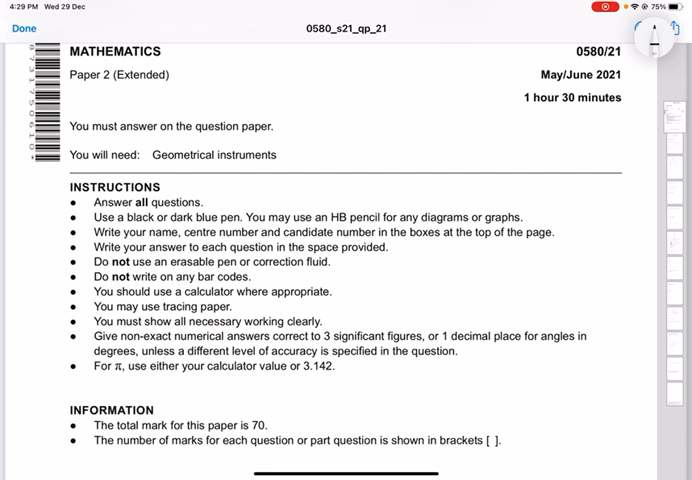 4:29 PM Wed 29 Dec
75%
Done
0580_s21_qp_21
MATHEMATICS
0580/21
Paper 2 (Extended)
May/June 2021
1 hour 30 minutes
You must answer on the question paper.
You will need: Geometrical instruments
INSTRUCTIONS
● Answer all questions.
● Use a black or dark blue pen. You may use an HB pencil for any diagrams or graphs.
● Write your name, centre number and candidate number in the boxes at the top of the page.
● Write your answer to each question in the space provided.
● Do not use an erasable pen or correction fluid.
● Do not write on any bar codes.
● You should use a calculator where appropriate.
● You may use tracing paper.
● You must show all necessary working clearly.
● Give non-exact numerical answers correct to 3 significant figures, or 1 decimal place for angles in
degrees, unless a different level of accuracy is specified in the question.
● For π, use either your calculator value or 3.142.
INFORMATION
● The total mark for this paper is 70.
● The number of marks for each question or part question is shown in brackets [ ].